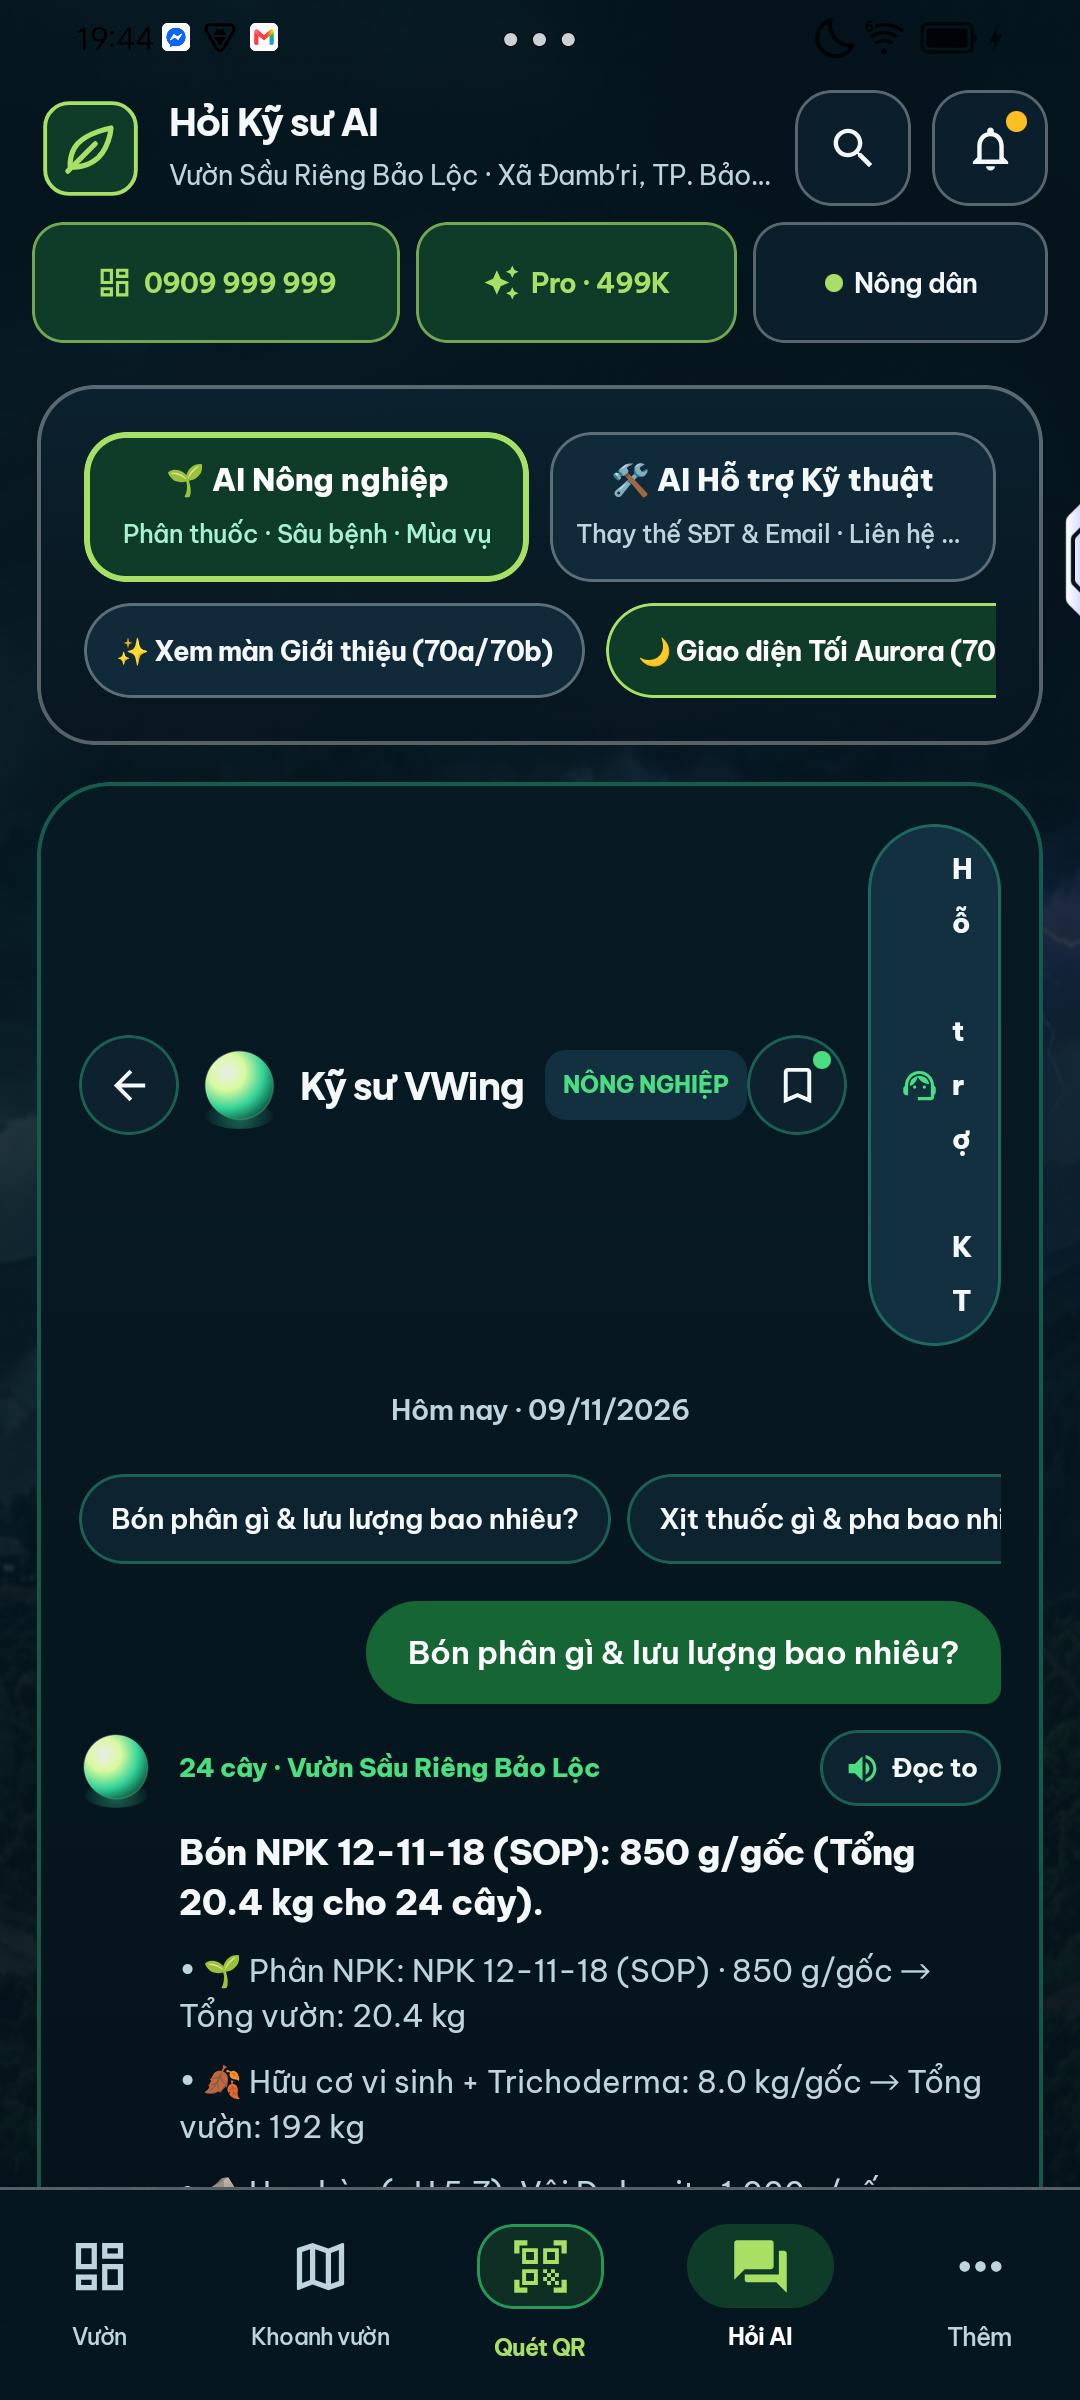 19:44
Hỏi Kỹ sư AI
Vườn Sầu Riêng Bảo Lộc · Xã Đamb'ri, TP. Bảo...
0909 999 999
Pro · 499K
Nông dân
🌱 AI Nông nghiệp
Phân thuốc · Sâu bệnh · Mùa vụ
🛠️ AI Hỗ trợ Kỹ thuật
Thay thế SĐT & Email · Liên hệ ...
✨ Xem màn Giới thiệu (70a/70b)
🌙 Giao diện Tối Aurora (70
Kỹ sư VWing
NÔNG NGHIỆP
Hỗ trợ KT
Hôm nay · 09/11/2026
Bón phân gì & lưu lượng bao nhiêu?
Xịt thuốc gì & pha bao nhi
Bón phân gì & lưu lượng bao nhiêu?
24 cây · Vườn Sầu Riêng Bảo Lộc
Đọc to
Bón NPK 12-11-18 (SOP): 850 g/gốc (Tổng
20.4 kg cho 24 cây).
• 🌱 Phân NPK: NPK 12-11-18 (SOP) · 850 g/gốc →
Tổng vườn: 20.4 kg
• 🍂 Hữu cơ vi sinh + Trichoderma: 8.0 kg/gốc → Tổng
vườn: 192 kg
Vườn
Khoanh vườn
Quét QR
Hỏi AI
Thêm